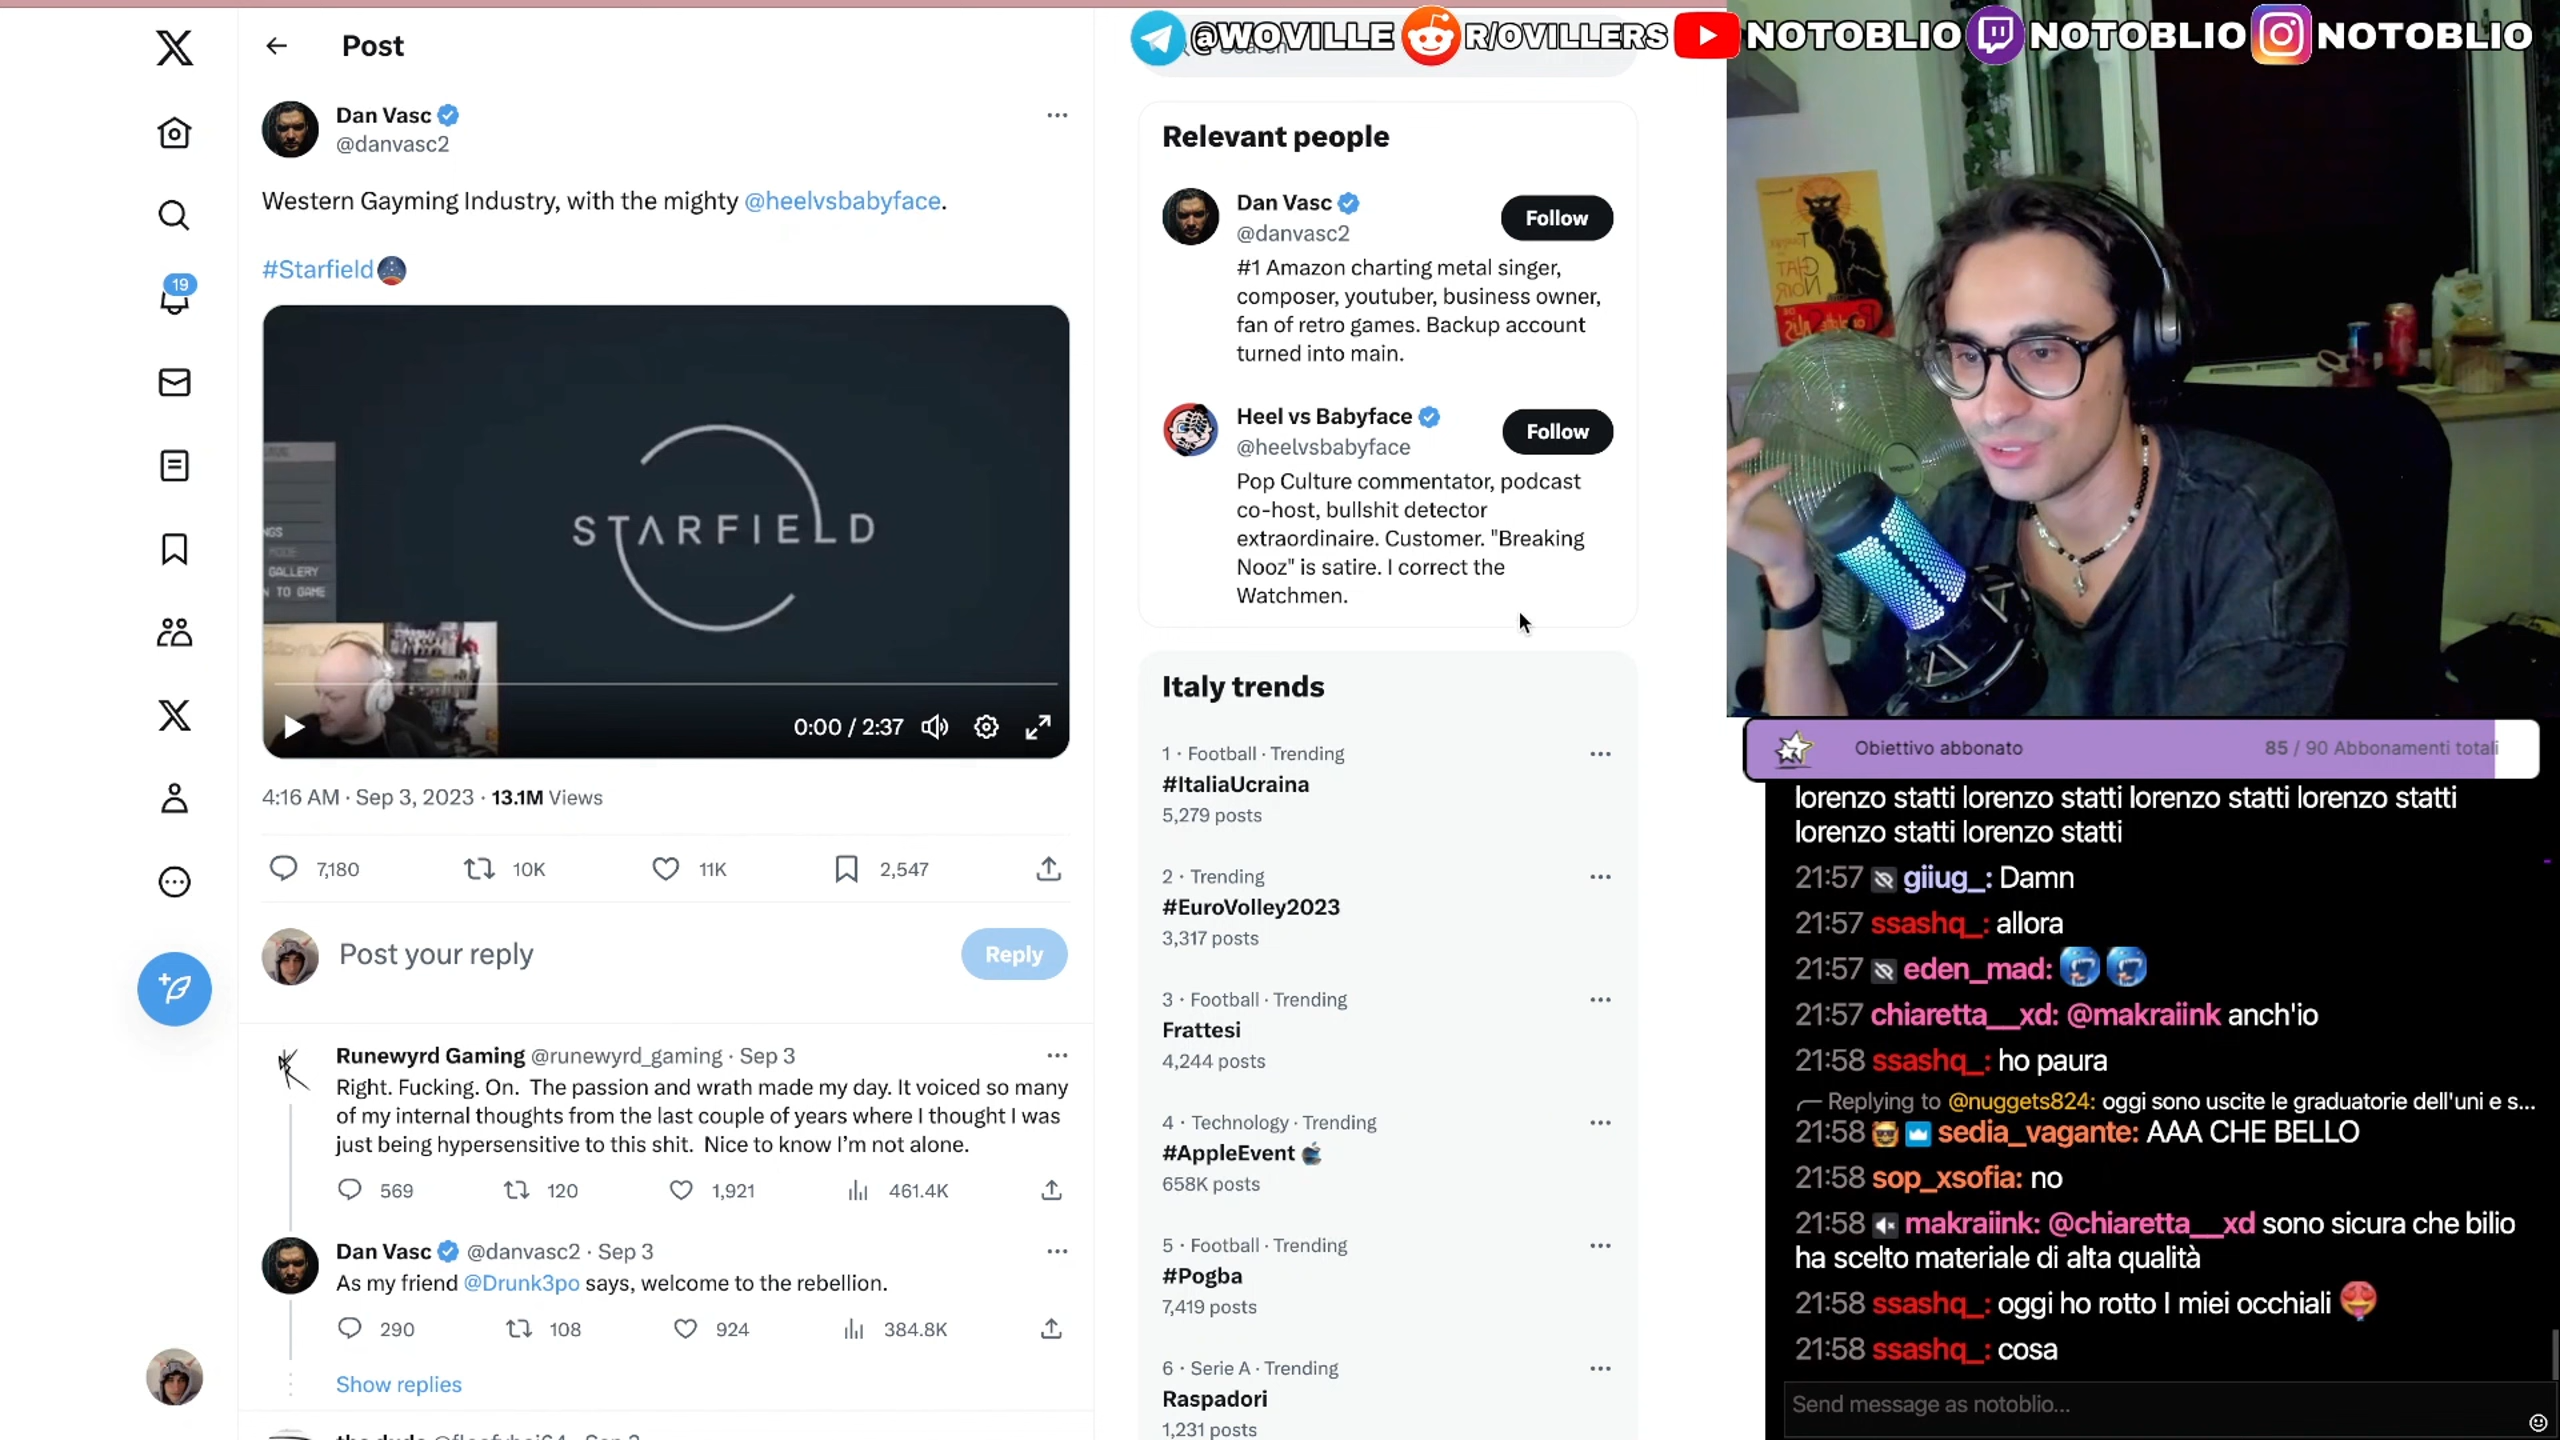 Post
Dan Vasc
@danvasc2
Western Gayming Industry, with the mighty @heelvsbabyface.
#Starfield
STARFIELD
GALLERY
TO GAME
0:00 / 2:37
4:16 AM · Sep 3, 2023 · 13.1M Views
7,180
10K
11K
2,547
Post your reply
Reply
Runewyrd Gaming @runewyrd_gaming · Sep 3
Right. Fucking. On. The passion and wrath made my day. It voiced so many
of my internal thoughts from the last couple of years where I thought I was
just being hypersensitive to this shit. Nice to know I'm not alone.
569
120
1,921
461.4K
Dan Vasc @danvasc2 · Sep 3
As my friend @Drunk3po says, welcome to the rebellion.
290
108
924
384.8K
Show replies
19
@WOVILLE R/OVILLERS NOTOBLIO NOTOBLIO NOTOBLIO
Search
Relevant people
Dan Vasc
@danvasc2
Follow
#1 Amazon charting metal singer,
composer, youtuber, business owner,
fan of retro games. Backup account
turned into main.
Heel vs Babyface
@heelvsbabyface
Follow
Pop Culture commentator, podcast
co-host, bullshit detector
extraordinaire. Customer. "Breaking
Nooz" is satire. I correct the
Watchmen.
Italy trends
1 · Football · Trending
#ItaliaUcraina
5,279 posts
2 · Trending
#EuroVolley2023
3,317 posts
3 · Football · Trending
Frattesi
4,244 posts
4 · Technology · Trending
#AppleEvent
658K posts
5 · Football · Trending
#Pogba
7,419 posts
6 · Serie A · Trending
Raspadori
1,231 posts
Obiettivo abbonato 85 / 90 Abbonamenti totali
lorenzo statti lorenzo statti lorenzo statti lorenzo statti
lorenzo statti lorenzo statti
21:57 giiug_: Damn
21:57 ssashq_: allora
21:57 eden_mad:
21:57 chiaretta__xd: @makraiink anch'io
21:58 ssashq_: ho paura
Replying to @nuggets824: oggi sono uscite le graduatorie dell'uni e s...
21:58 sedia_vagante: AAA CHE BELLO
21:58 sop_xsofia: no
21:58 makraiink: @chiaretta__xd sono sicura che bilio
ha scelto materiale di alta qualità
21:58 ssashq_: oggi ho rotto I miei occhiali
21:58 ssashq_: cosa
Send message as notoblio...